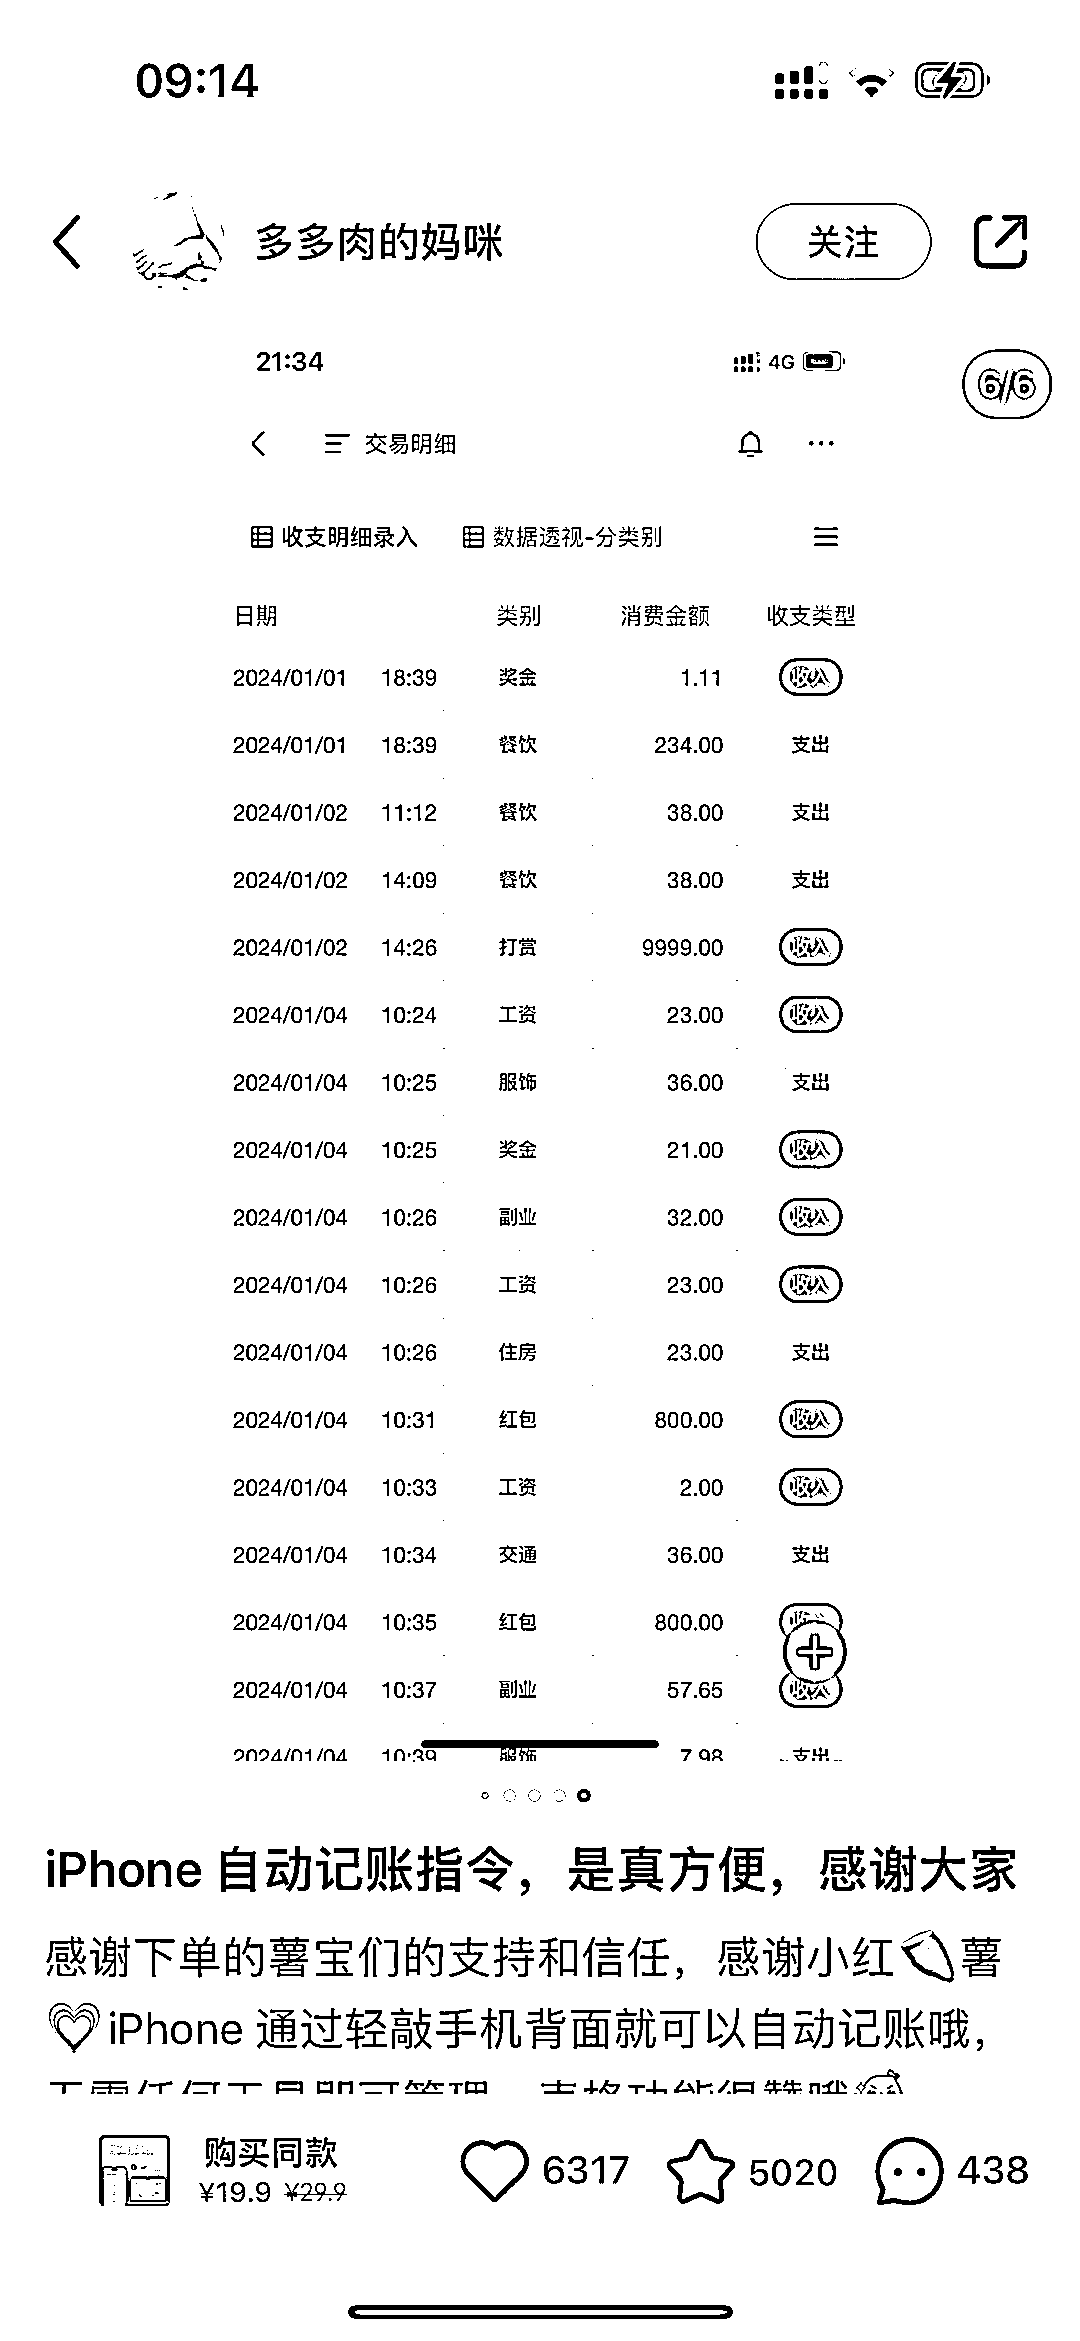 09:14
多多肉的妈咪
关注
21:34
4G
6/6
交易明细
收支明细录入 数据透视-分类别
日期 类别 消费金额 收支类型
2024/01/01 18:39 奖金 1.11 收入
2024/01/01 18:39 餐饮 234.00 支出
2024/01/02 11:12 餐饮 38.00 支出
2024/01/02 14:09 餐饮 38.00 支出
2024/01/02 14:26 打赏 9999.00 收入
2024/01/04 10:24 工资 23.00 收入
2024/01/04 10:25 服饰 36.00 支出
2024/01/04 10:25 奖金 21.00 收入
2024/01/04 10:26 副业 32.00 收入
2024/01/04 10:26 工资 23.00 收入
2024/01/04 10:26 住房 23.00 支出
2024/01/04 10:31 红包 800.00 收入
2024/01/04 10:33 工资 2.00 收入
2024/01/04 10:34 交通 36.00 支出
2024/01/04 10:35 红包 800.00 收入
2024/01/04 10:37 副业 57.65 收入
2024/01/04 10:39 服饰 7.98 支出
iPhone 自动记账指令，是真方便，感谢大家
感谢下单的薯宝们的支持和信任，感谢小红🍠薯
💗iPhone 通过轻敲手机背面就可以自动记账哦，
购买同款
¥19.9 ¥29.9
6317
5020
438